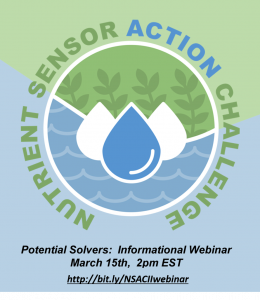 NUTRIENT SENSOR ACTION CHALLENGE
Potential Solvers: Informational Webinar
March 15th, 2pm EST
http://bit.ly/NSACIIwebinar